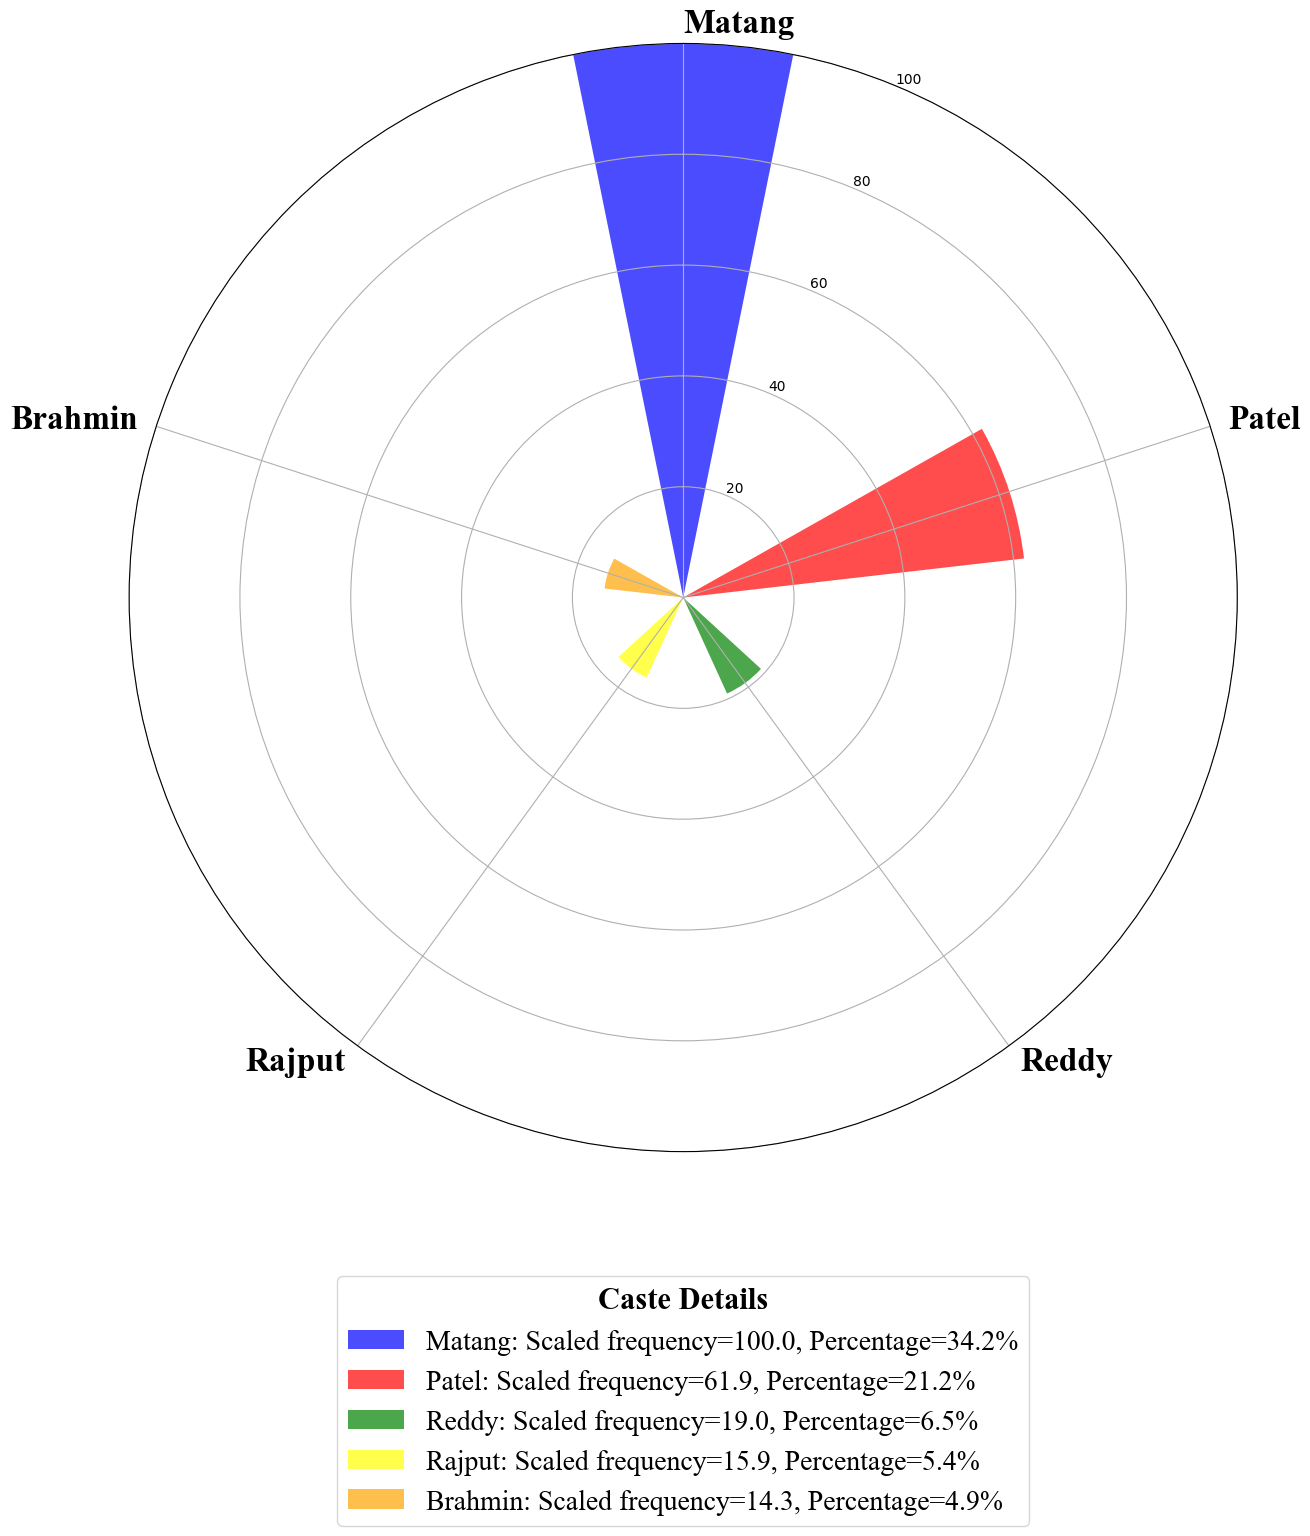 Matang
100
80
60
40
20
Brahmin
Patel
Rajput
Reddy
Caste Details
Matang: Scaled frequency=100.0, Percentage=34.2%
Patel: Scaled frequency=61.9, Percentage=21.2%
Reddy: Scaled frequency=19.0, Percentage=6.5%
Rajput: Scaled frequency=15.9, Percentage=5.4%
Brahmin: Scaled frequency=14.3, Percentage=4.9%